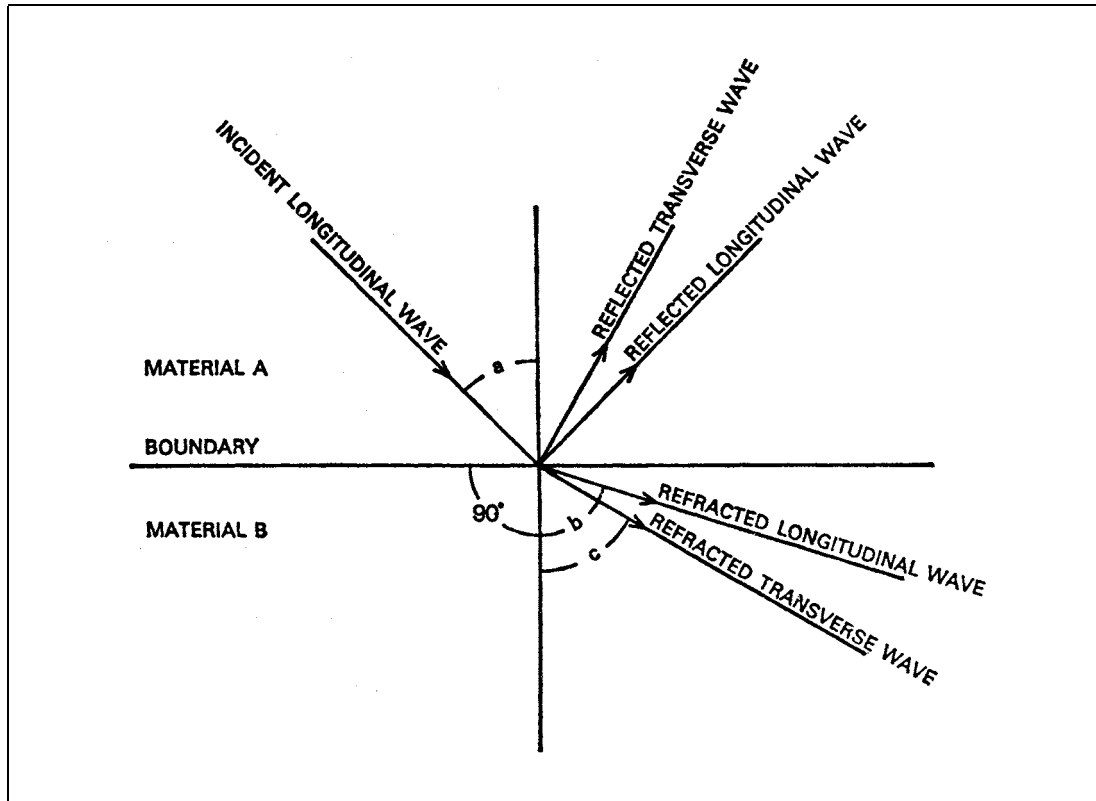 INCIDENT LONGITUDINAL WAVE
REFLECTED TRANSVERSE WAVE
REFLECTED LONGITUDINAL WAVE
a
MATERIAL A
BOUNDARY
90°
b
REFRACTED LONGITUDINAL WAVE
MATERIAL B
c
REFRACTED TRANSVERSE WAVE